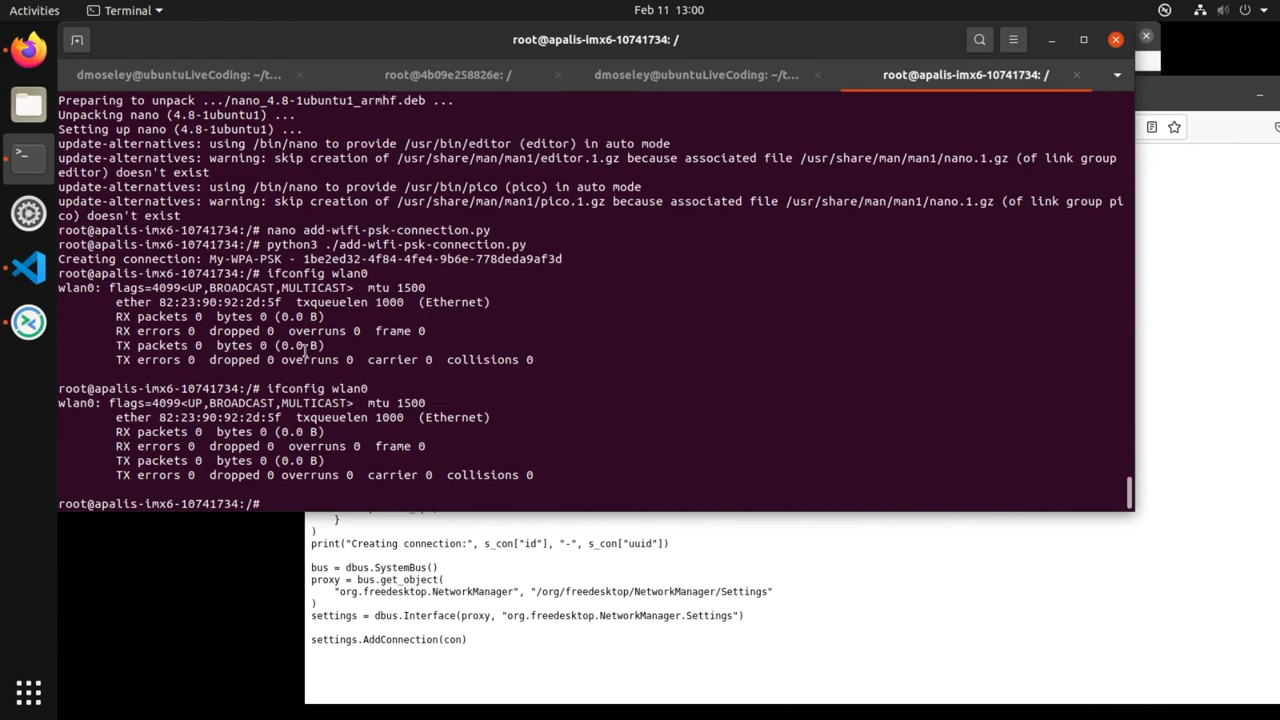 Activities
Terminal
Feb 11 13:00
root@apalis-imx6-10741734: /
dmoseley@ubuntuLiveCoding: ~/t...
root@4b09e258826e: /
dmoseley@ubuntuLiveCoding: ~/t...
root@apalis-imx6-10741734: /
Preparing to unpack .../nano_4.8-1ubuntu1_armhf.deb ...
Unpacking nano (4.8-1ubuntu1) ...
Setting up nano (4.8-1ubuntu1) ...
update-alternatives: using /bin/nano to provide /usr/bin/editor (editor) in auto mode
update-alternatives: warning: skip creation of /usr/share/man/man1/editor.1.gz because associated file /usr/share/man/man1/nano.1.gz (of link group
editor) doesn't exist
update-alternatives: using /bin/nano to provide /usr/bin/pico (pico) in auto mode
update-alternatives: warning: skip creation of /usr/share/man/man1/pico.1.gz because associated file /usr/share/man/man1/nano.1.gz (of link group pi
co) doesn't exist
root@apalis-imx6-10741734:/# nano add-wifi-psk-connection.py
root@apalis-imx6-10741734:/# python3 ./add-wifi-psk-connection.py
Creating connection: My-WPA-PSK - 1be2ed32-4f84-4fe4-9b6e-778deda9af3d
root@apalis-imx6-10741734:/# ifconfig wlan0
wlan0: flags=4099<UP,BROADCAST,MULTICAST>  mtu 1500
ether 82:23:90:92:2d:5f  txqueuelen 1000  (Ethernet)
RX packets 0  bytes 0 (0.0 B)
RX errors 0  dropped 0  overruns 0  frame 0
TX packets 0  bytes 0 (0.0 B)
TX errors 0  dropped 0 overruns 0  carrier 0  collisions 0
root@apalis-imx6-10741734:/# ifconfig wlan0
wlan0: flags=4099<UP,BROADCAST,MULTICAST>  mtu 1500
ether 82:23:90:92:2d:5f  txqueuelen 1000  (Ethernet)
RX packets 0  bytes 0 (0.0 B)
RX errors 0  dropped 0  overruns 0  frame 0
TX packets 0  bytes 0 (0.0 B)
TX errors 0  dropped 0 overruns 0  carrier 0  collisions 0
root@apalis-imx6-10741734:/#
}
)
print("Creating connection:", s_con["id"], "-", s_con["uuid"])
bus = dbus.SystemBus()
proxy = bus.get_object(
"org.freedesktop.NetworkManager", "/org/freedesktop/NetworkManager/Settings"
)
settings = dbus.Interface(proxy, "org.freedesktop.NetworkManager.Settings")
settings.AddConnection(con)